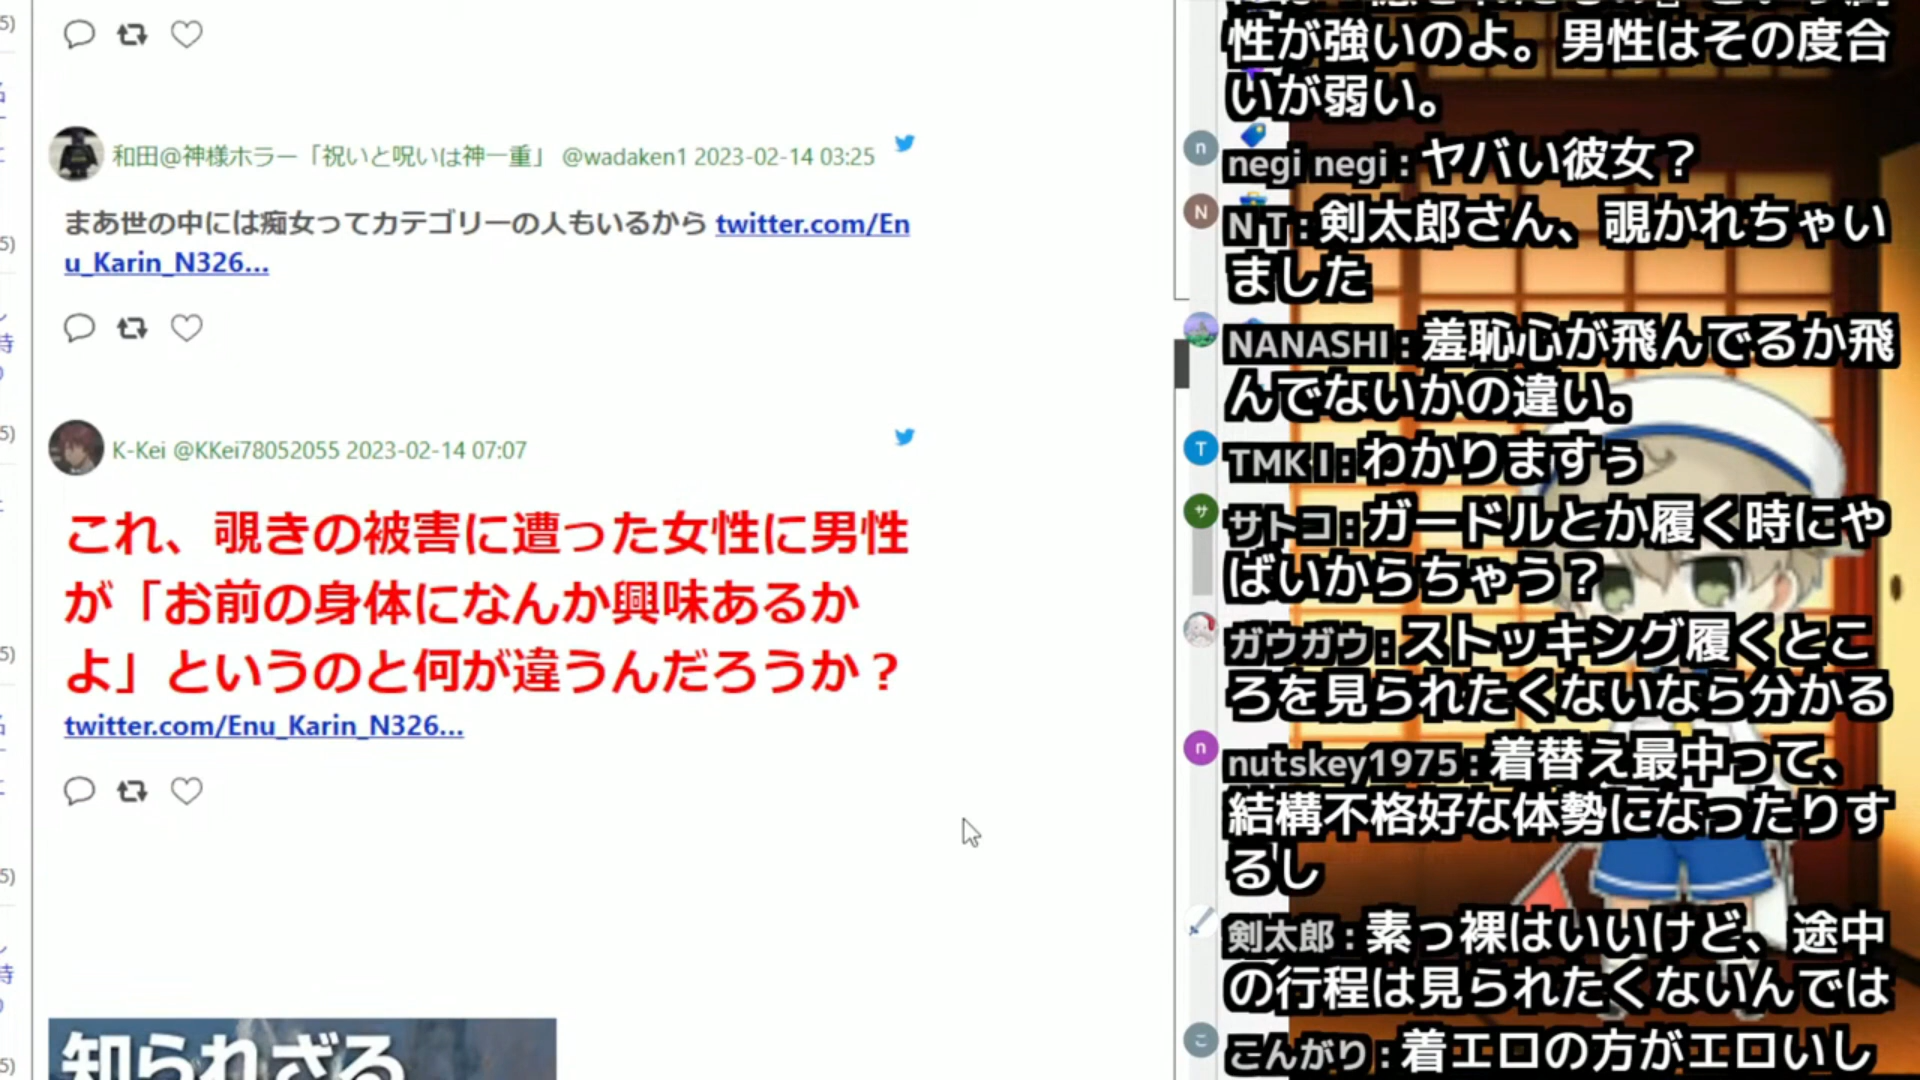 和田@神様ホラー「祝いと呪いは神一重」 @wadaken1 2023-02-14 03:25
まあ世の中には痴女ってカテゴリーの人もいるから twitter.com/En
u_Karin_N326...
K-Kei @KKei78052055 2023-02-14 07:07
これ、覗きの被害に遭った女性に男性
が「お前の身体になんか興味あるか
よ」というのと何が違うんだろうか？
twitter.com/Enu_Karin_N326...
知られざる
性が強いのよ。男性はその度合
いが弱い。
negi negi : ヤバい彼女？
N T : 剣太郎さん、覗かれちゃい
ました
NANASHI : 羞恥心が飛んでるか飛
んでないかの違い。
TMK I : わかりますぅ
サトコ : ガードルとか履く時にや
ばいからちゃう？
ガウガウ : ストッキング履くとこ
ろを見られたくないなら分かる
nutskey1975 : 着替え最中って、
結構不格好な体勢になったりす
るし
剣太郎 : 素っ裸はいいけど、途中
の行程は見られたくないんでは
こんがり : 着エロの方がエロいし